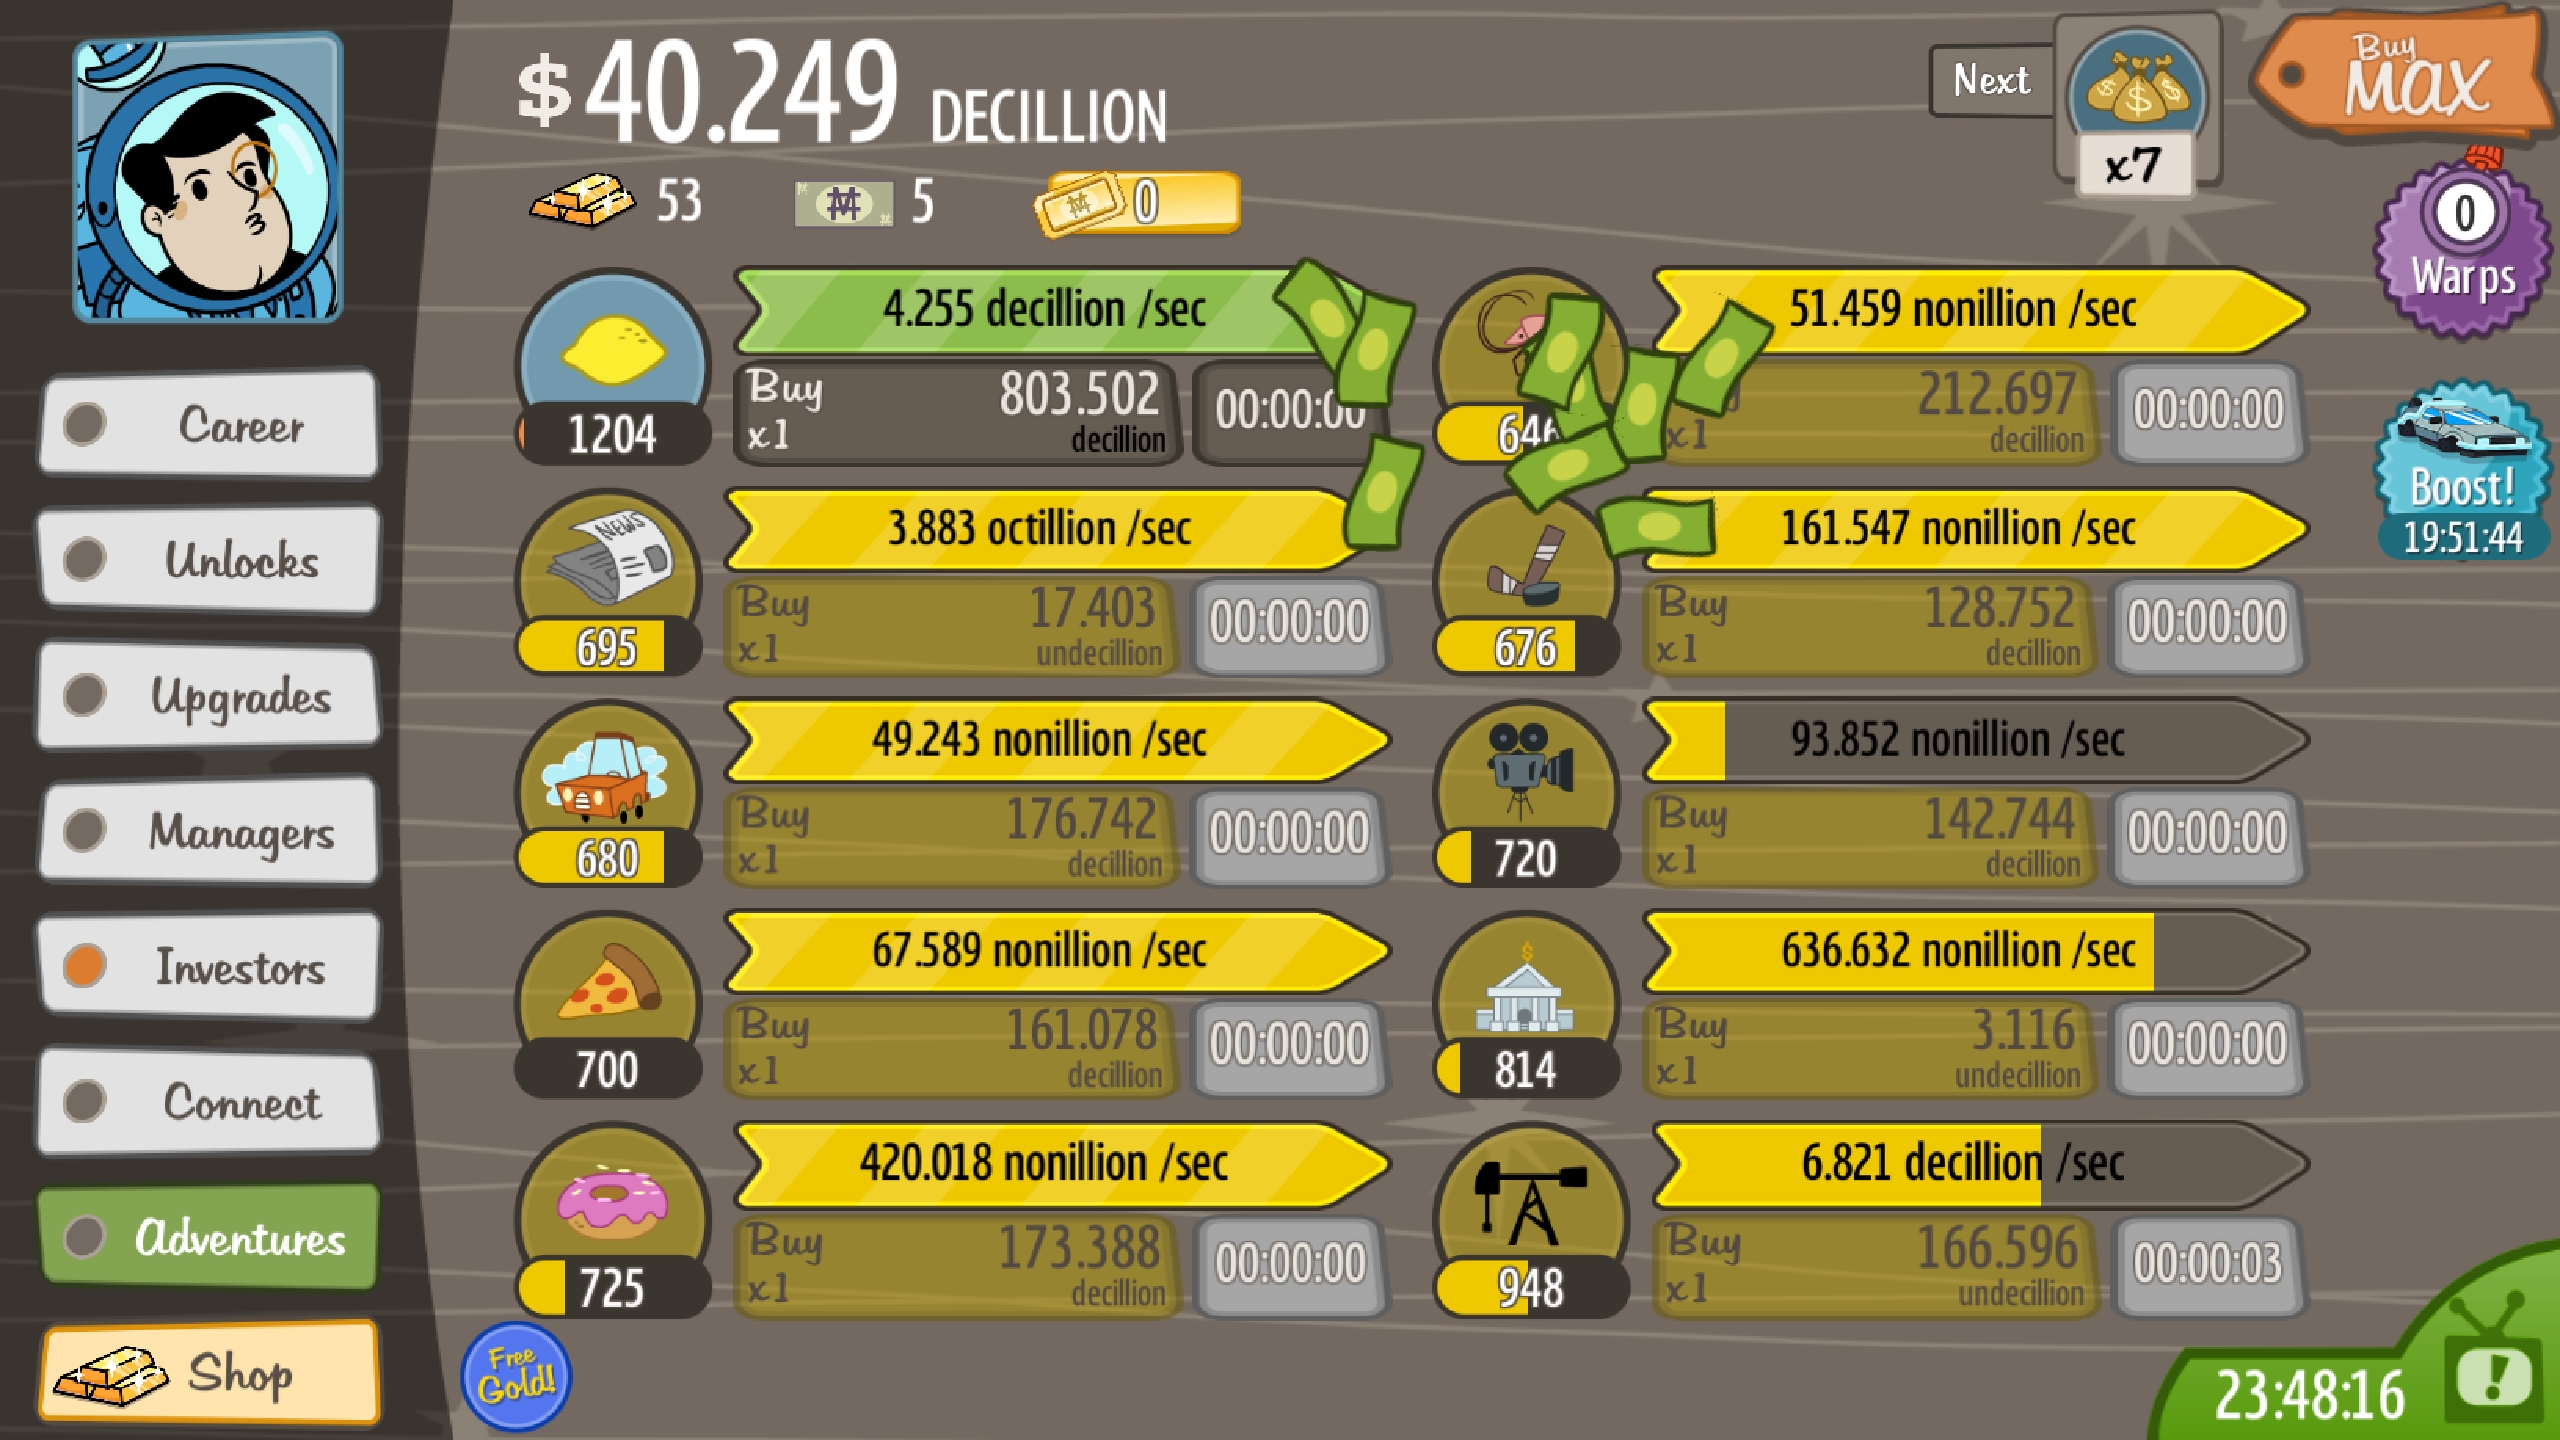 $40.249 DECILLION
53
5
0
Next
x7
Buy
MAX
0
Warps
Boost!
19:51:44
Career
Unlocks
Upgrades
Managers
Investors
Connect
Adventures
Shop
4.255 decillion /sec
1204
Buy
x1
803.502
decillion
00:00:00
NEWS
3.883 octillion /sec
695
Buy
x1
17.403
undecillion
00:00:00
49.243 nonillion /sec
680
Buy
x1
176.742
decillion
00:00:00
67.589 nonillion /sec
700
Buy
x1
161.078
decillion
00:00:00
420.018 nonillion /sec
725
Buy
x1
173.388
decillion
00:00:00
51.459 nonillion /sec
646
x1
212.697
decillion
00:00:00
161.547 nonillion /sec
676
Buy
x1
128.752
decillion
00:00:00
93.852 nonillion /sec
720
Buy
x1
142.744
decillion
00:00:00
636.632 nonillion /sec
814
Buy
x1
3.116
undecillion
00:00:00
6.821 decillion /sec
948
Buy
x1
166.596
undecillion
00:00:03
Free
Gold!
23:48:16